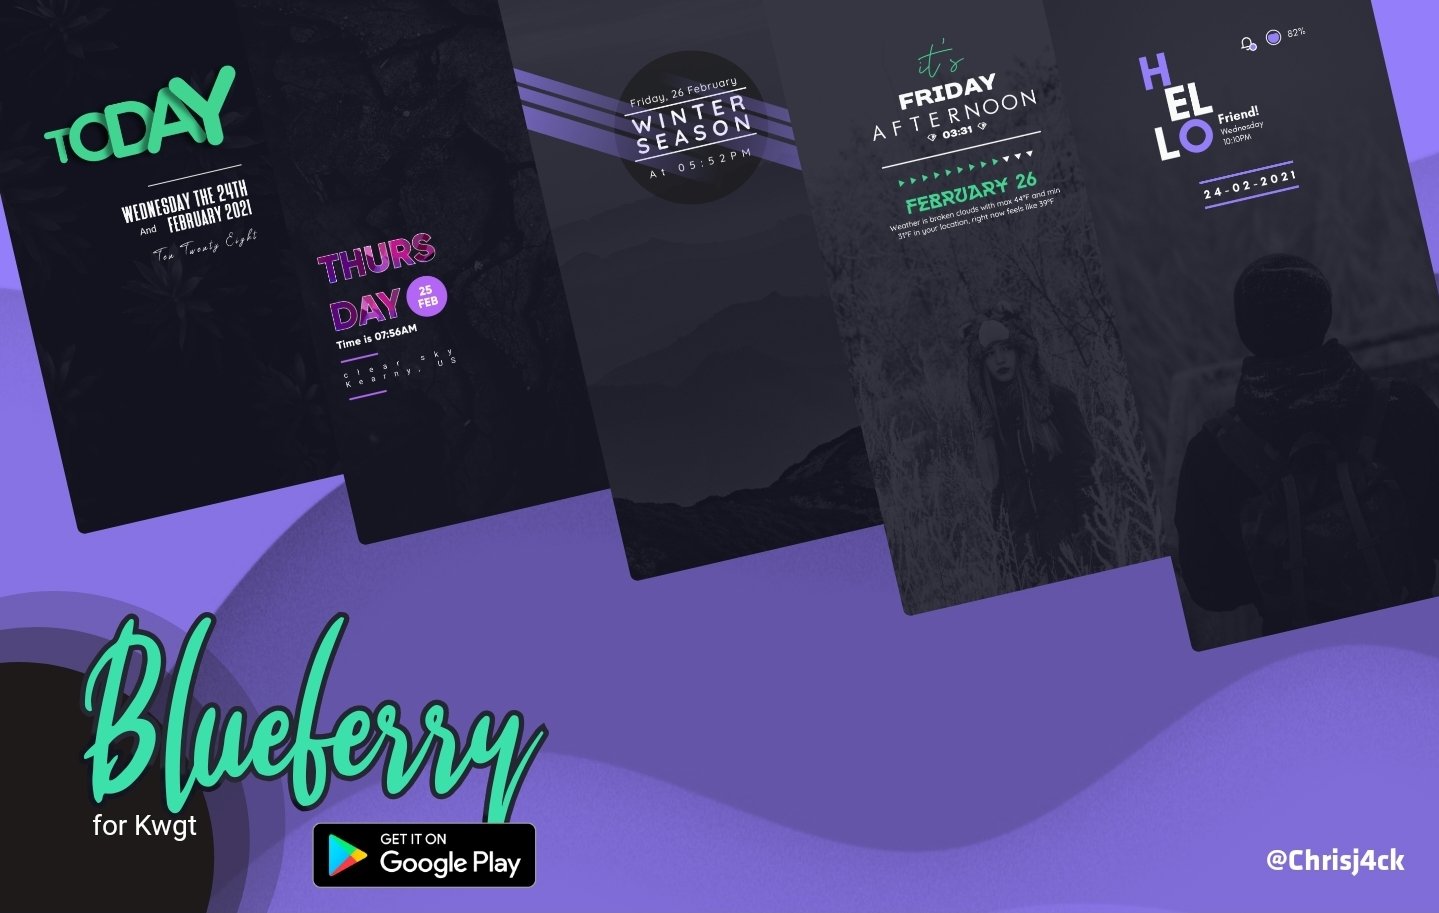 TODAY
WEDNESDAY THE 24TH
And FEBRUARY 2021
Ten Twenty Eight
THURS
DAY
25
FEB
Time is 07:56AM
clear sky
Kearny, US
Friday, 26 February
WINTER
SEASON
At 05:52PM
it's
FRIDAY
AFTERNOON
03:31
FEBRUARY 26
Weather is broken clouds with max 44°F and min
31°F in your location, right now feels like 39°F
82%
H
EL
LO
Friend!
Wednesday
10:10PM
24-02-2021
Blueferry
for Kwgt
GET IT ON
Google Play
@Chrisj4ck